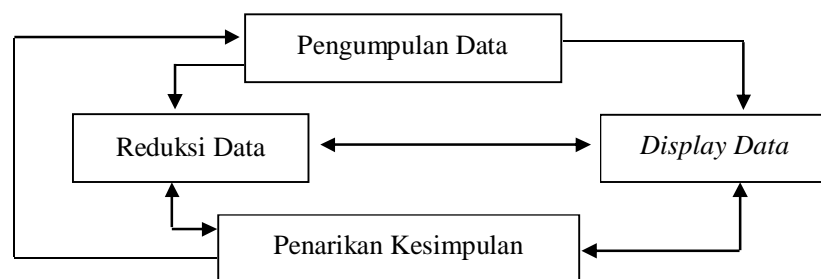 Pengumpulan Data
Reduksi Data
Display Data
Penarikan Kesimpulan